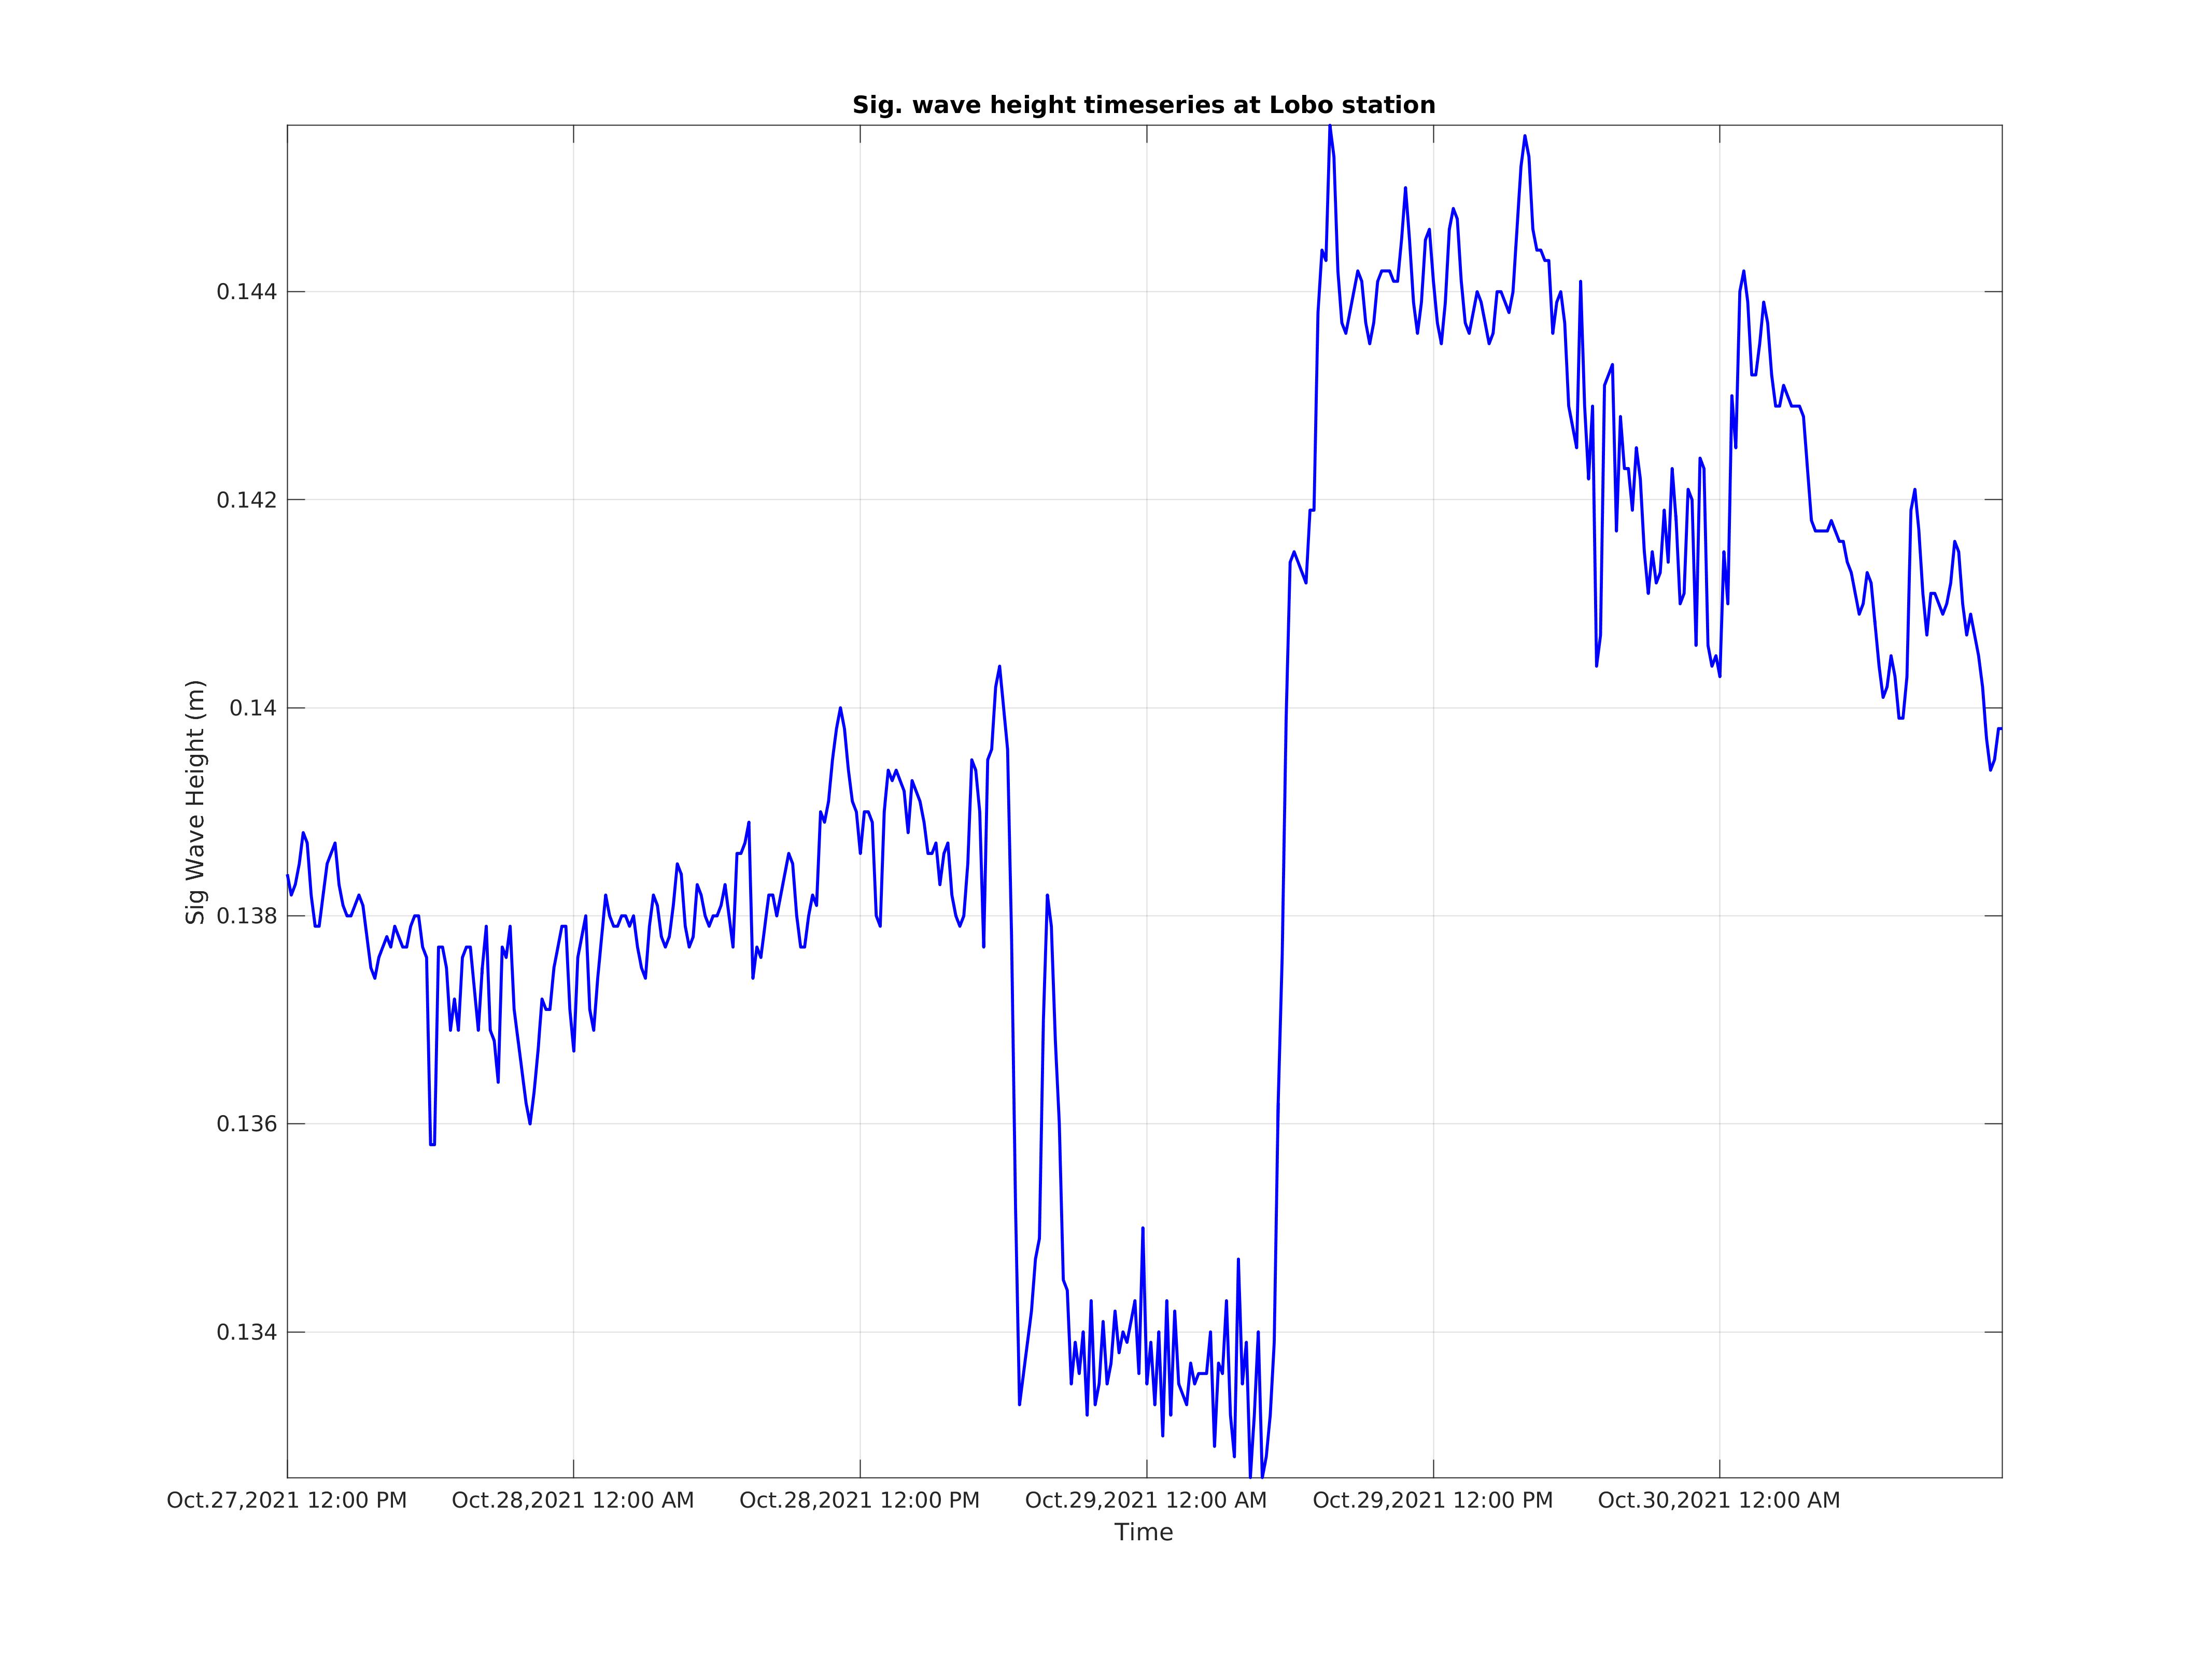 Sig. wave height timeseries at Lobo station
0.144
0.142
0.14
0.138
0.136
0.134
Sig Wave Height (m)
Oct.27,2021 12:00 PM Oct.28,2021 12:00 AM Oct.28,2021 12:00 PM Oct.29,2021 12:00 AM Oct.29,2021 12:00 PM Oct.30,2021 12:00 AM
Time